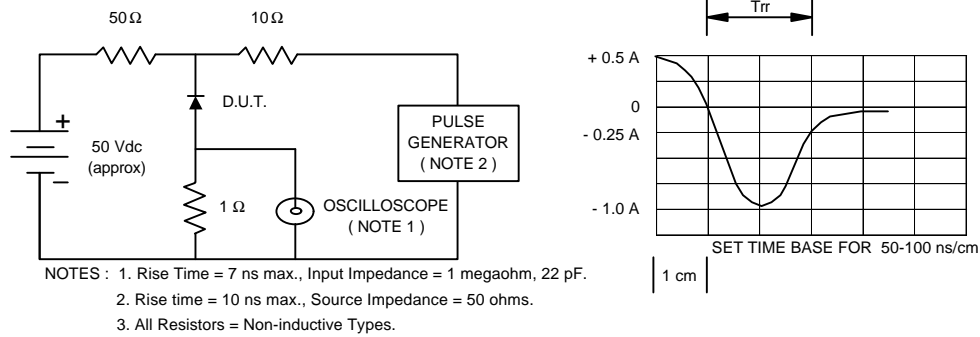 50 Ω
10 Ω
D.U.T.
+
50 Vdc
(approx)
−
1 Ω
OSCILLOSCOPE
( NOTE 1 )
PULSE
GENERATOR
( NOTE 2 )
NOTES : 1. Rise Time = 7 ns max., Input Impedance = 1 megaohm, 22 pF.
2. Rise time = 10 ns max., Source Impedance = 50 ohms.
3. All Resistors = Non-inductive Types.
Trr
+ 0.5 A
0
- 0.25 A
- 1.0 A
SET TIME BASE FOR 50-100 ns/cm
1 cm